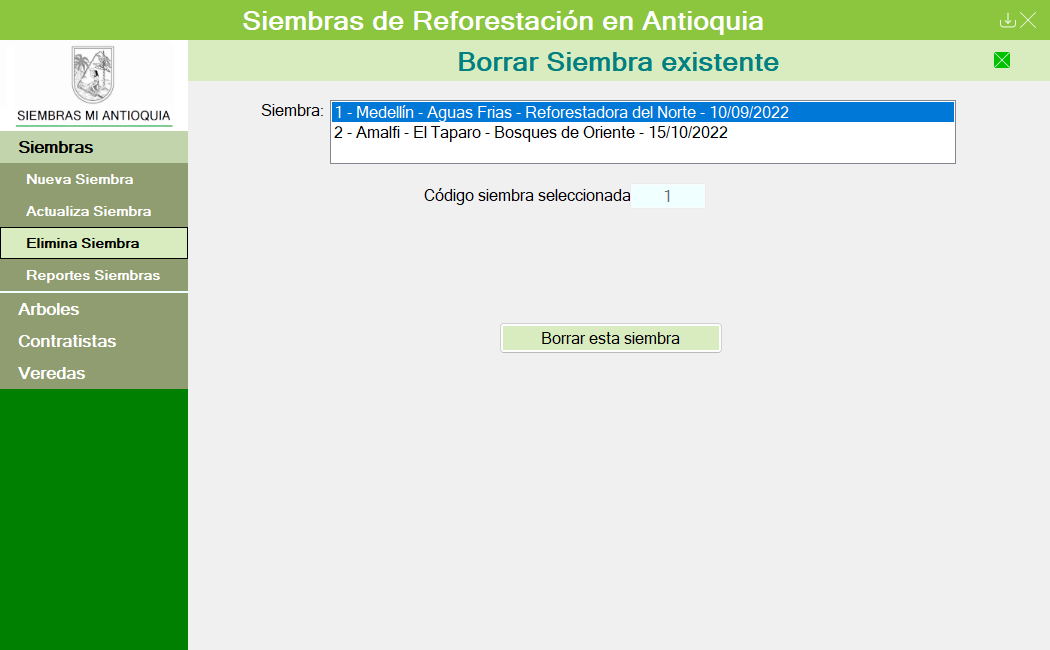 Siembras de Reforestación en Antioquia
SIEMBRAS MI ANTIOQUIA
Siembras
Nueva Siembra
Actualiza Siembra
Elimina Siembra
Reportes Siembras
Arboles
Contratistas
Veredas
Borrar Siembra existente
Siembra:
1 - Medellín - Aguas Frias - Reforestadora del Norte - 10/09/2022
2 - Amalfi - El Taparo - Bosques de Oriente - 15/10/2022
Código siembra seleccionada 1
Borrar esta siembra